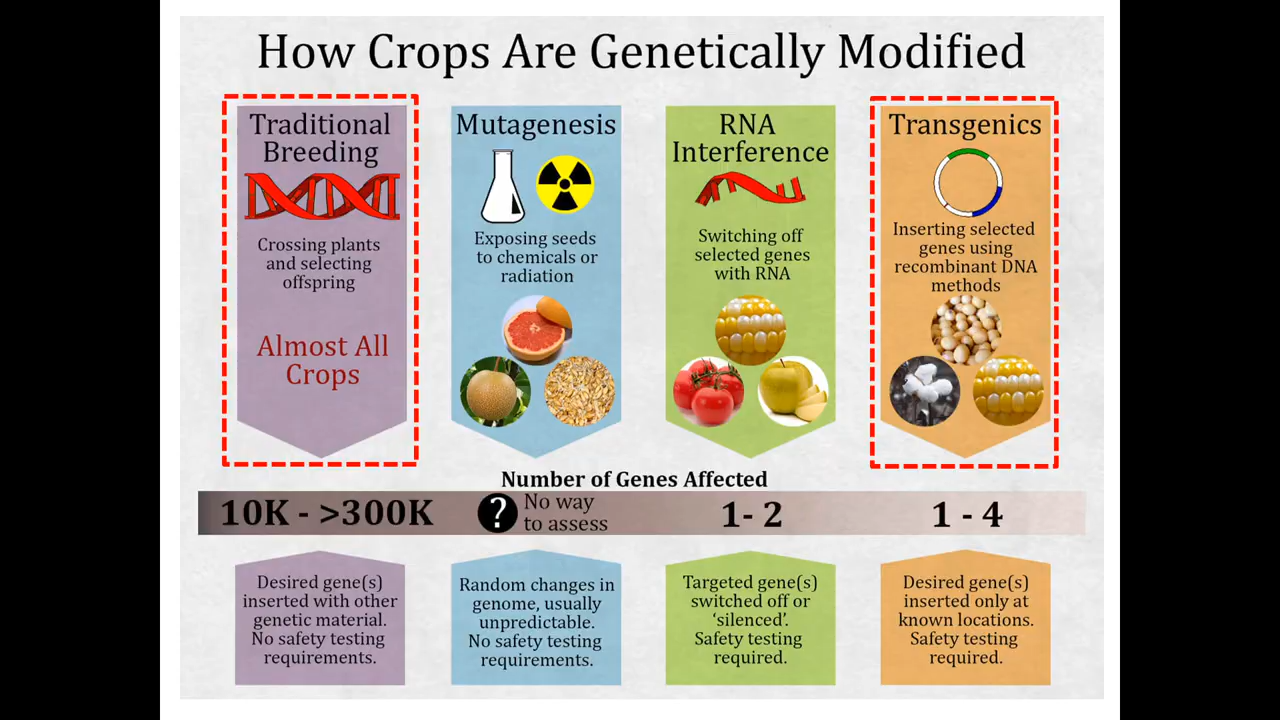 How Crops Are Genetically Modified
Traditional
Breeding
Crossing plants
and selecting
offspring
Almost All
Crops
Mutagenesis
Exposing seeds
to chemicals or
radiation
RNA
Interference
Switching off
selected genes
with RNA
Transgenics
Inserting selected
genes using
recombinant DNA
methods
Number of Genes Affected
10K - >300K
?
No way
to assess
1- 2
1 - 4
Desired gene(s)
inserted with other
genetic material.
No safety testing
requirements.
Random changes in
genome, usually
unpredictable.
No safety testing
requirements.
Targeted gene(s)
switched off or
‘silenced’.
Safety testing
required.
Desired gene(s)
inserted only at
known locations.
Safety testing
required.